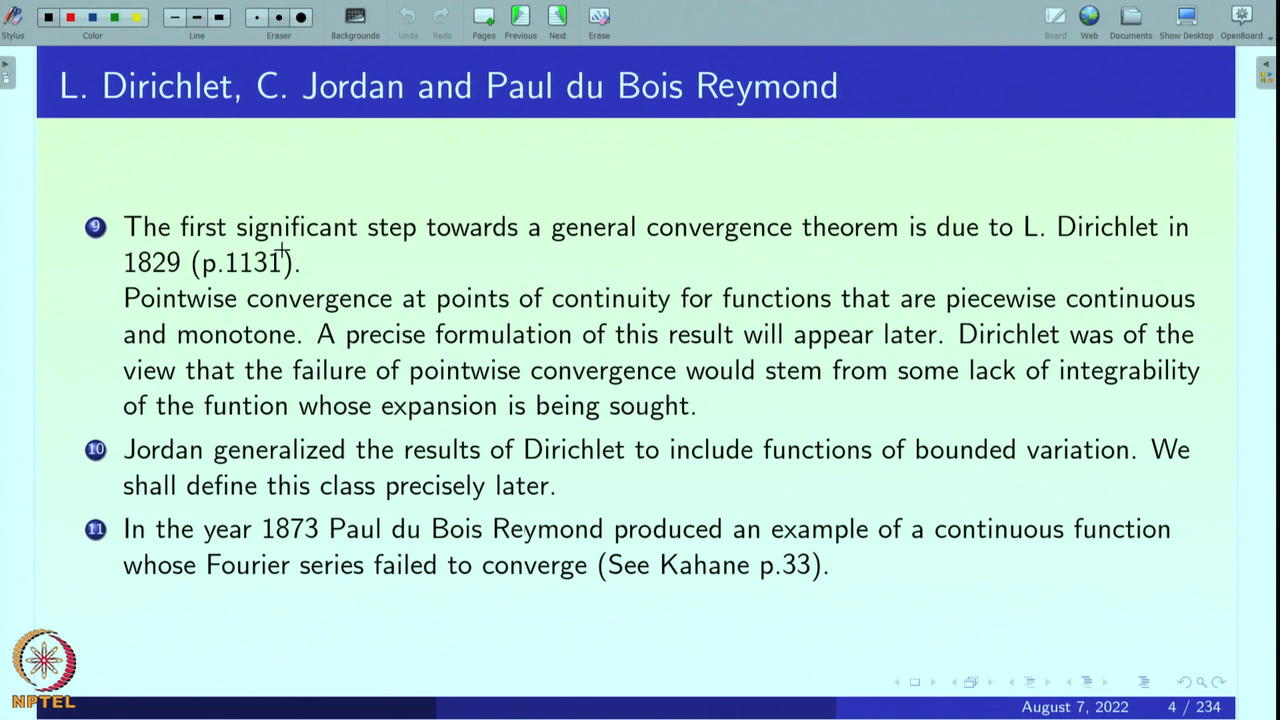 Stylus
Color
Line
Eraser
Backgrounds
Undo
Redo
Pages
Previous
Next
Erase
Board
Web
Documents
Show Desktop
OpenBoard
L. Dirichlet, C. Jordan and Paul du Bois Reymond
9 The first significant step towards a general convergence theorem is due to L. Dirichlet in
1829 (p.1131).
Pointwise convergence at points of continuity for functions that are piecewise continuous
and monotone. A precise formulation of this result will appear later. Dirichlet was of the
view that the failure of pointwise convergence would stem from some lack of integrability
of the funtion whose expansion is being sought.
10 Jordan generalized the results of Dirichlet to include functions of bounded variation. We
shall define this class precisely later.
11 In the year 1873 Paul du Bois Reymond produced an example of a continuous function
whose Fourier series failed to converge (See Kahane p.33).
NPTEL
August 7, 2022 4 / 234